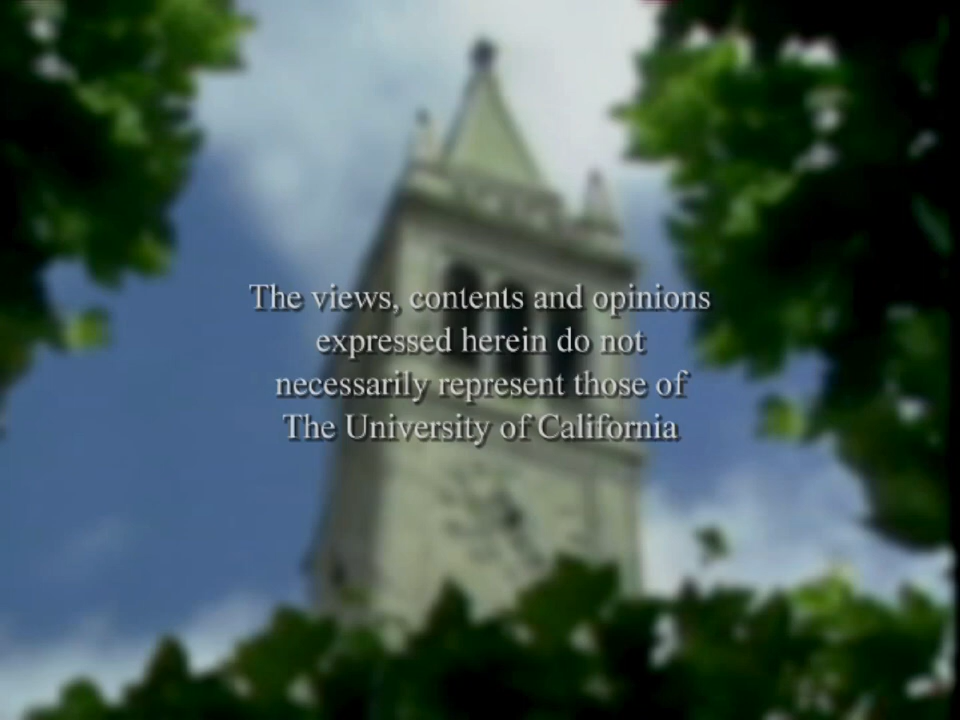 The views, contents and opinions
expressed herein do not
necessarily represent those of
The University of California